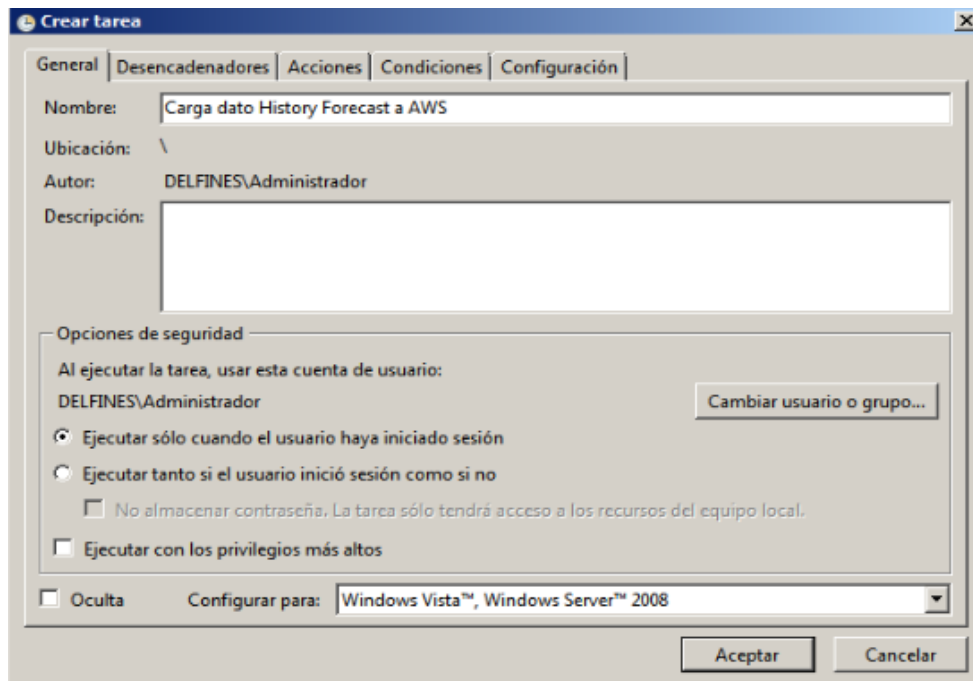 Crear tarea
General Desencadenadores Acciones Condiciones Configuración
Nombre: Carga dato History Forecast a AWS
Ubicación: \
Autor: DELFINES\Administrador
Descripción:
Opciones de seguridad
Al ejecutar la tarea, usar esta cuenta de usuario:
DELFINES\Administrador Cambiar usuario o grupo...
Ejecutar sólo cuando el usuario haya iniciado sesión
Ejecutar tanto si el usuario inició sesión como si no
No almacenar contraseña. La tarea sólo tendrá acceso a los recursos del equipo local.
Ejecutar con los privilegios más altos
Oculta Configurar para: Windows Vista™, Windows Server™ 2008
Aceptar Cancelar